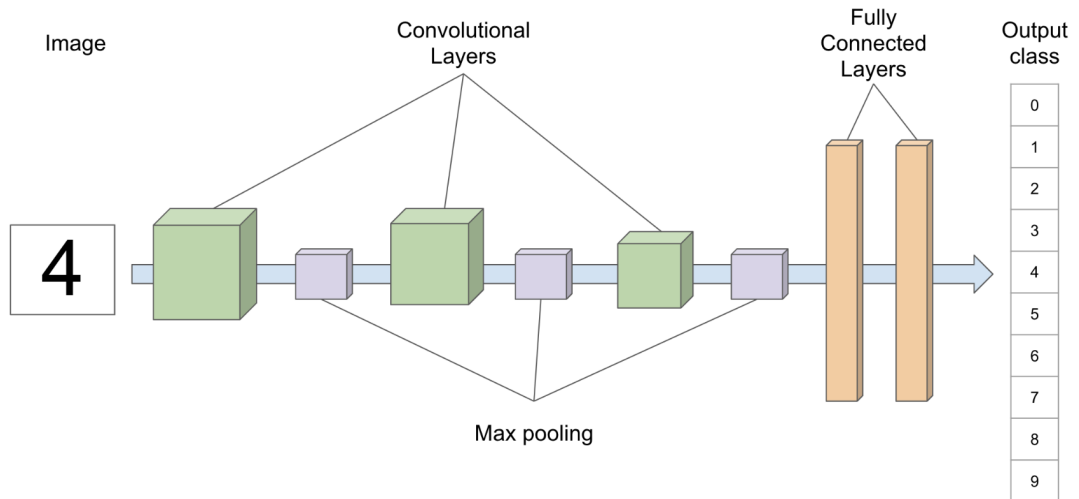 Image
Convolutional
Layers
Fully
Connected
Layers
Output
class
4
Max pooling
0
1
2
3
4
5
6
7
8
9